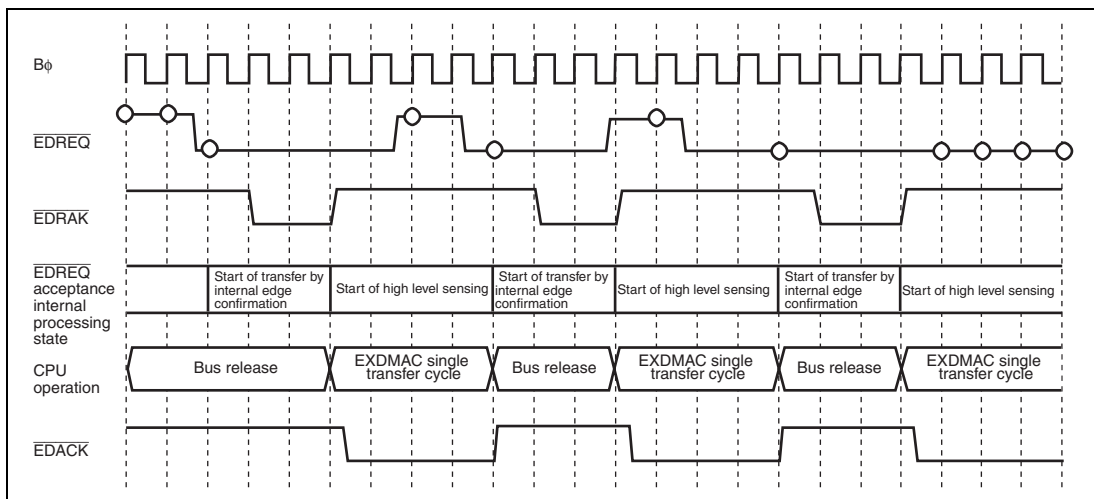 Bφ
EDREQ
EDRAK
EDREQ
acceptance
internal
processing
state
Start of transfer by
internal edge
confirmation
Start of high level sensing
Start of transfer by
internal edge
confirmation
Start of high level sensing
Start of transfer by
internal edge
confirmation
Start of high level sensing
CPU
operation
Bus release
EXDMAC single
transfer cycle
Bus release
EXDMAC single
transfer cycle
Bus release
EXDMAC single
transfer cycle
EDACK